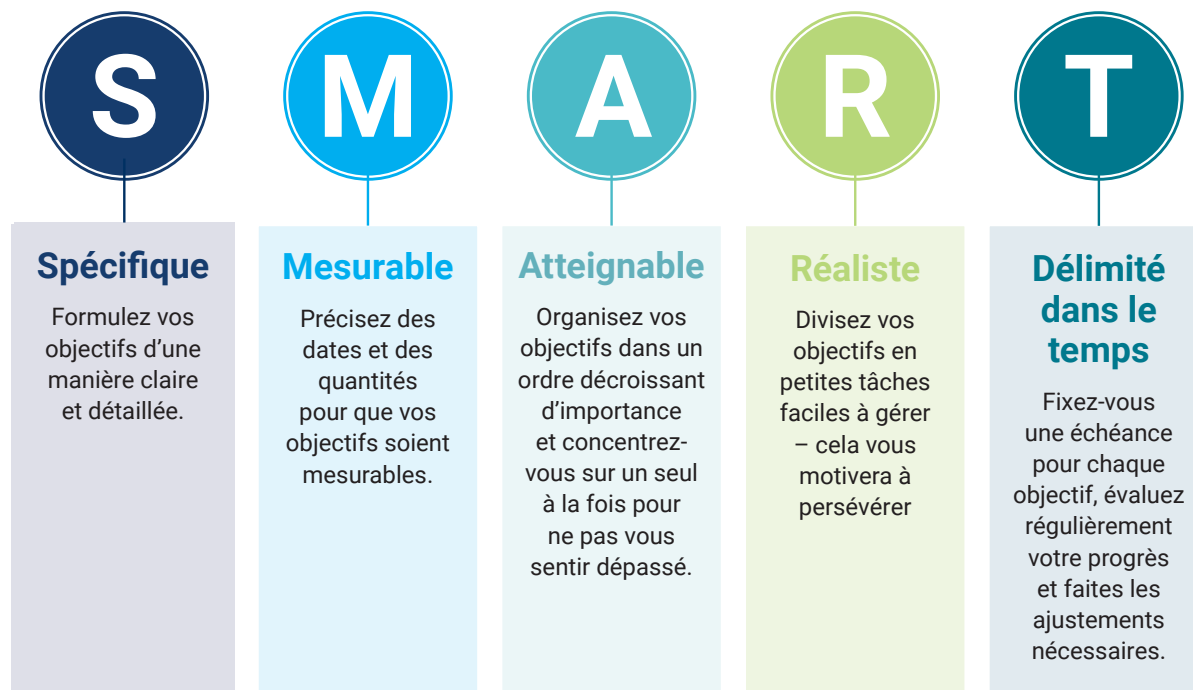 S
Spécifique
Formulez vos
objectifs d’une
manière claire
et détaillée.
M
Mesurable
Précisez des
dates et des
quantités
pour que vos
objectifs soient
mesurables.
A
Atteignable
Organisez vos
objectifs dans un
ordre décroissant
d’importance
et concentrez-
vous sur un seul
à la fois pour
ne pas vous
sentir dépassé.
R
Réaliste
Divisez vos
objectifs en
petites tâches
faciles à gérer
– cela vous
motivera à
persévérer
T
Délimité
dans le
temps
Fixez-vous
une échéance
pour chaque
objectif, évaluez
régulièrement
votre progrès
et faites les
ajustements
nécessaires.